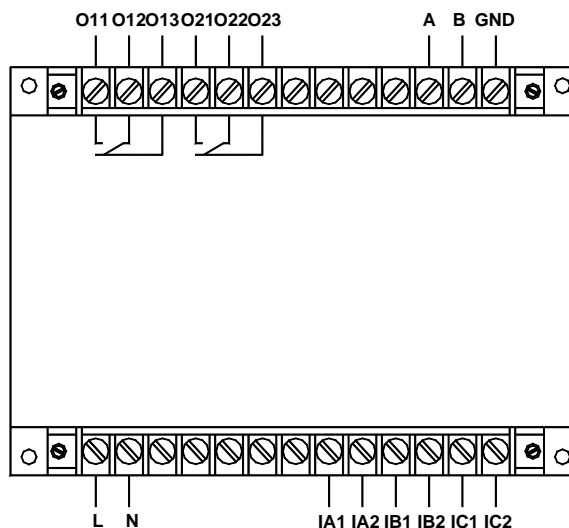 O11 O12 O13 O21 O22 O23 A B GND
L N IA1 IA2 IB1 IB2 IC1 IC2